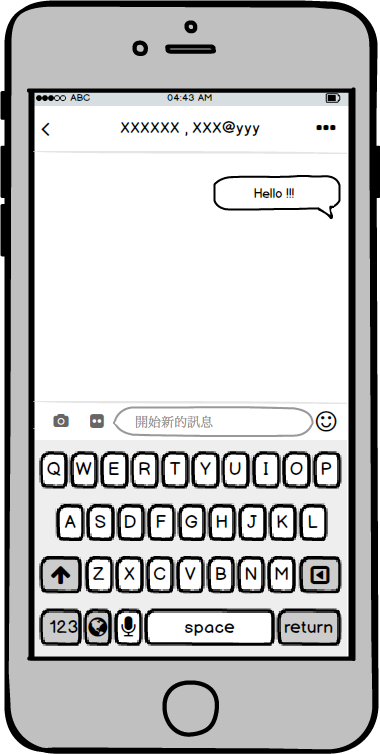 ABC 04:43 AM
XXXXXX , XXX@yyy
Hello !!!
開始新的訊息
Q W E R T Y U I O P
A S D F G H J K L
Z X C V B N M
123 space return